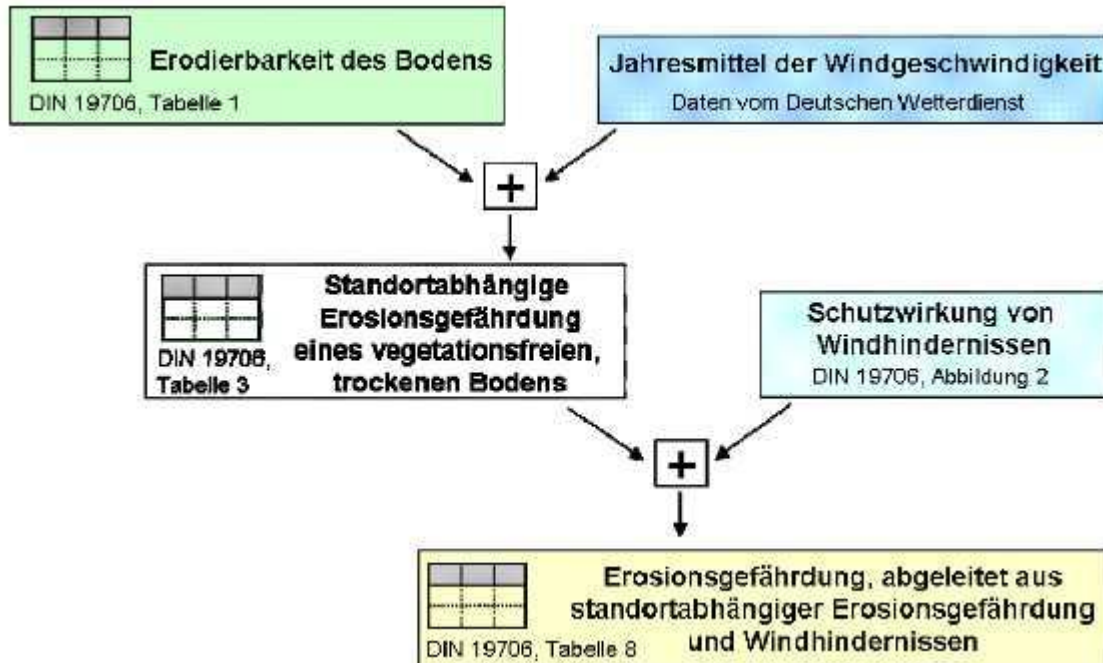 Erodierbarkeit des Bodens
DIN 19706, Tabelle 1
Jahresmittel der Windgeschwindigkeit
Daten vom Deutschen Wetterdienst
+
Standortabhängige
Erosionsgefährdung
eines vegetationsfreien,
trockenen Bodens
DIN 19706,
Tabelle 3
Schutzwirkung von
Windhindernissen
DIN 19706, Abbildung 2
+
Erosionsgefährdung, abgeleitet aus
standortabhängiger Erosionsgefährdung
und Windhindernissen
DIN 19706, Tabelle 8